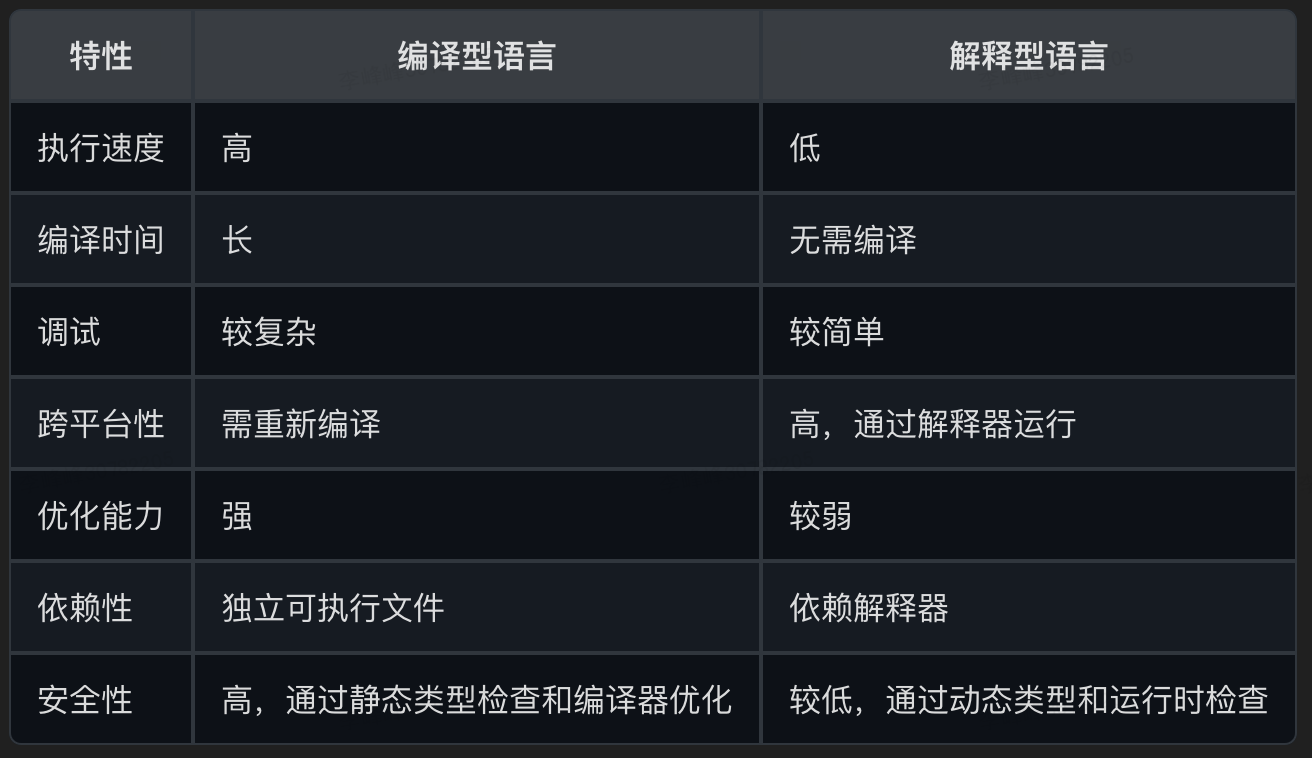 特性 编译型语言 解释型语言
执行速度 高 低
编译时间 长 无需编译
调试 较复杂 较简单
跨平台性 需重新编译 高，通过解释器运行
优化能力 强 较弱
依赖性 独立可执行文件 依赖解释器
安全性 高，通过静态类型检查和编译器优化 较低，通过动态类型和运行时检查